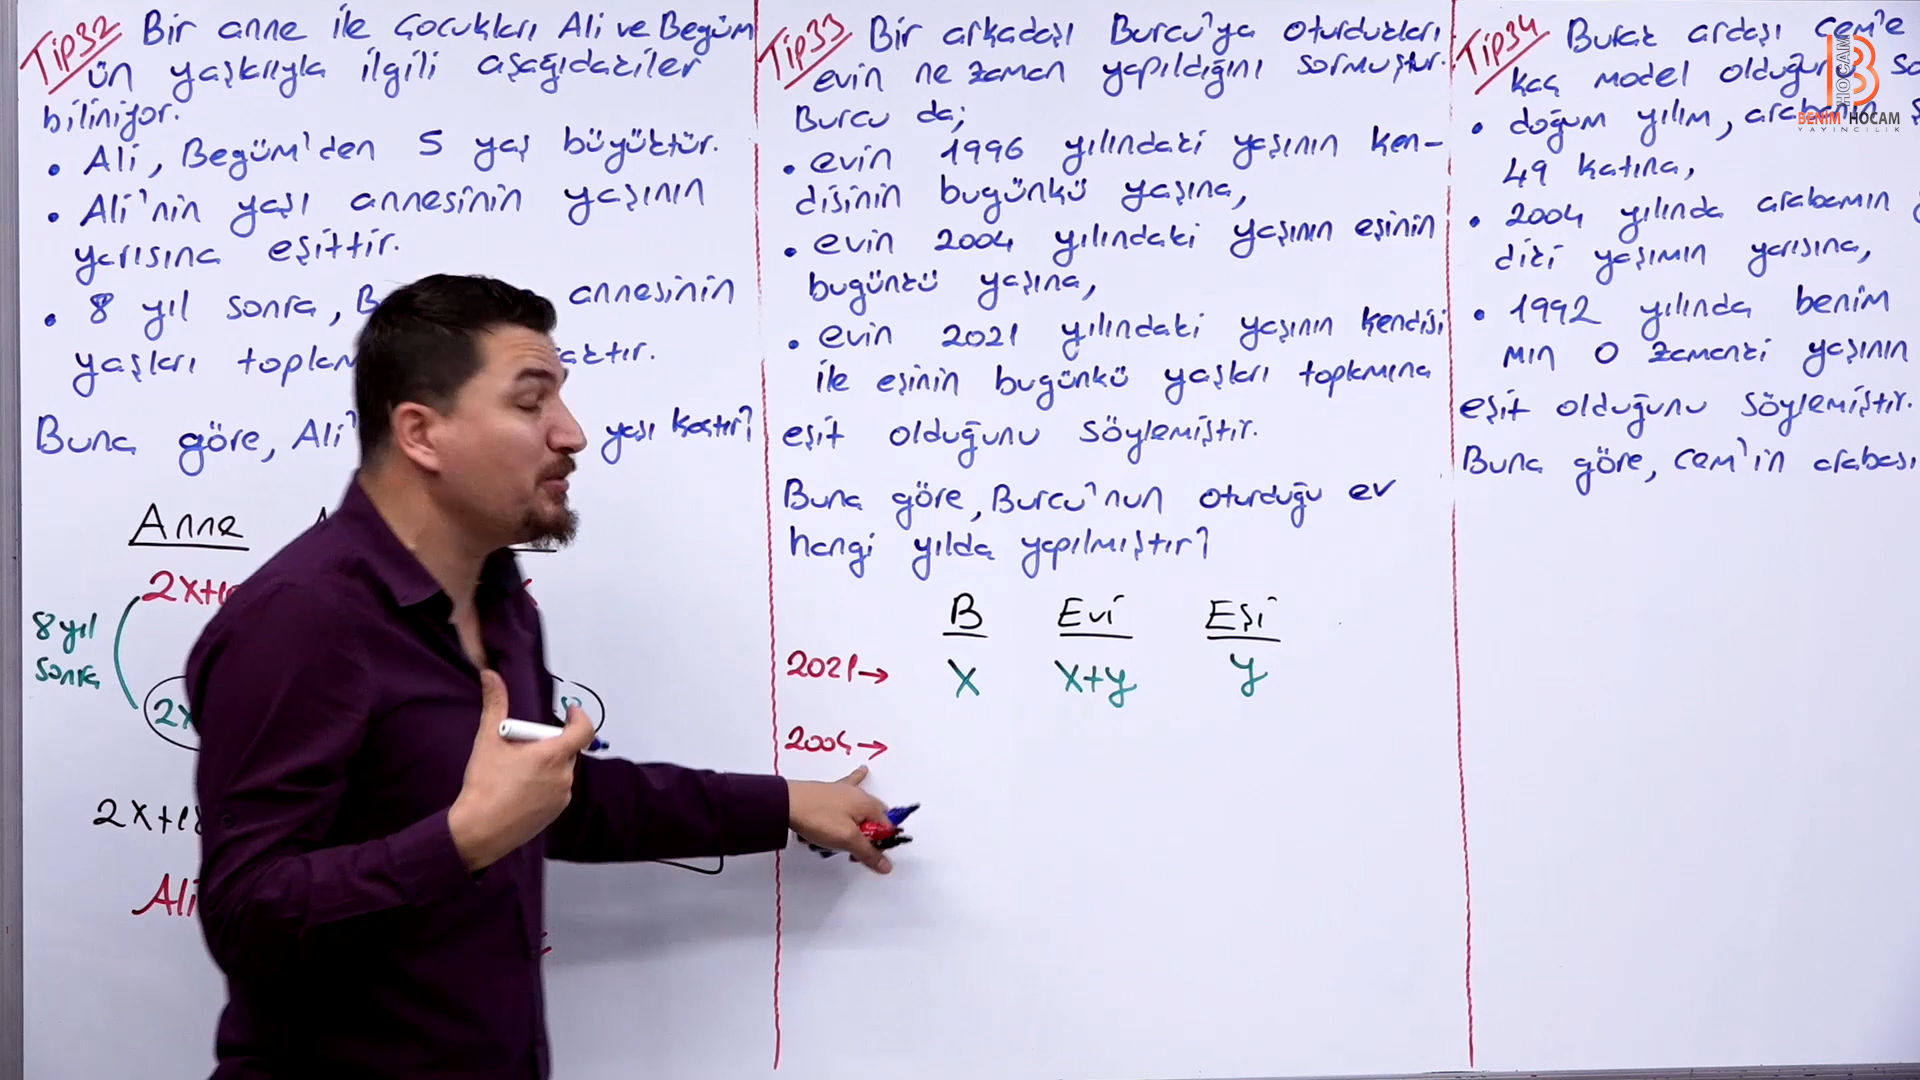 Tip32 Bir anne ile çocukları Ali ve Begüm'
ün yaşlarıyla ilgili aşağıdakiler
biliniyor.
• Ali, Begüm'den 5 yaş büyüktür.
• Ali'nin yaşı annesinin yaşının
yarısına eşittir.
• 8 yıl sonra, annesinin
yaşları
Buna göre, Ali' yaşı kaçtır?
Anne
8 yıl
sonra
Ali
Tip33 Bir arkadaşı Burcu'ya oturdukları
evin ne zaman yapıldığını sormuştur.
Burcu da;
• evin 1996 yılındaki yaşının ken-
disinin bugünkü yaşına,
• evin 2004 yılındaki yaşının eşinin
bugünkü yaşına,
• evin 2021 yılındaki yaşının kendisi
ile eşinin bugünkü yaşları toplamına
eşit olduğunu söylemiştir.
Buna göre, Burcu'nun oturduğu ev
hangi yılda yapılmıştır?
B Evi Eşi
2021→ x x+y y
2004→
Tip34 Burak Cem'e
kaç model olduğunu
• doğum yılım, arabanın
49 katına,
• 2004 yılında arabamın
diki yaşımın yarısına,
• 1992 yılında benim
mın o zamanki yaşının
eşit olduğunu söylemiştir.
Buna göre, Cem'in arabası
B HOCAM
BENİM HOCAM
YAYINCILIK